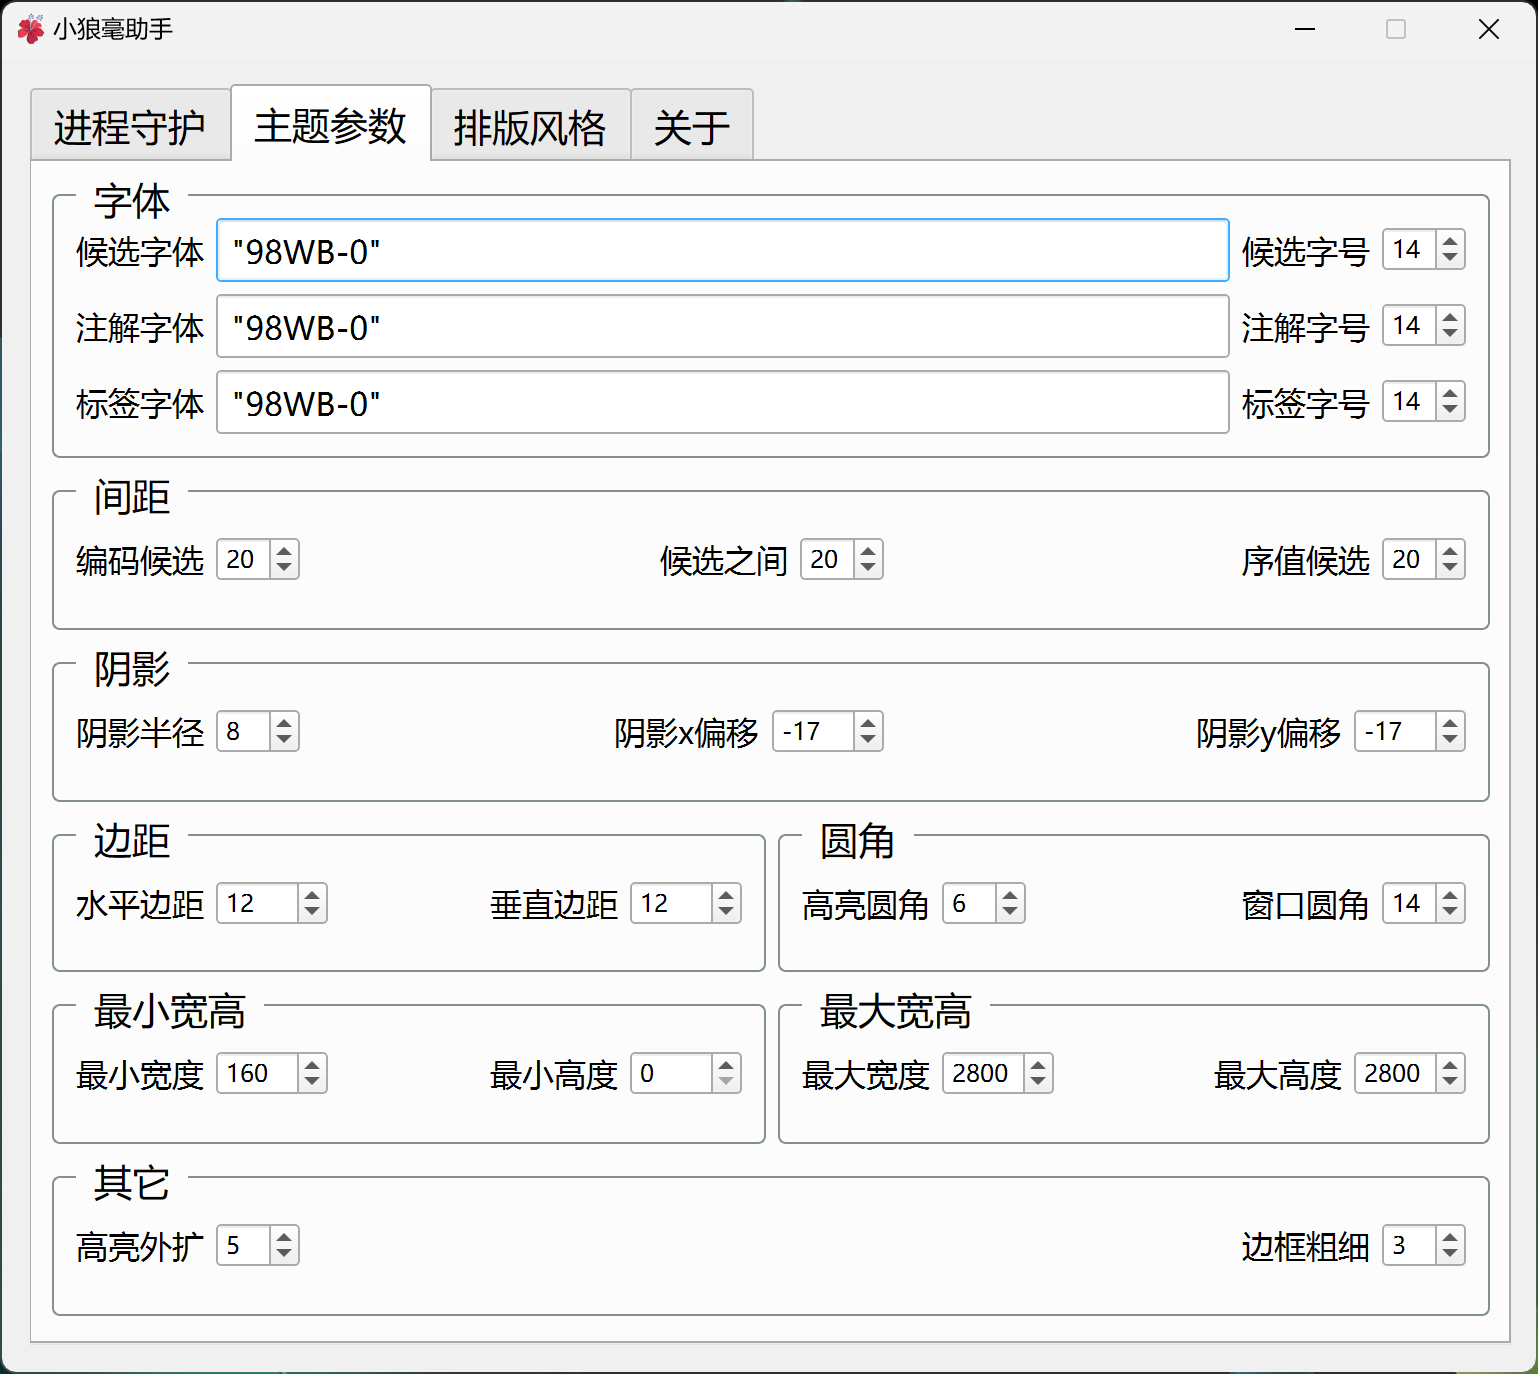 小狼毫助手
进程守护 主题参数 排版风格 关于
字体
候选字体 "98WB-0" 候选字号 14
注解字体 "98WB-0" 注解字号 14
标签字体 "98WB-0" 标签字号 14
间距
编码候选 20 候选之间 20 序值候选 20
阴影
阴影半径 8 阴影x偏移 -17 阴影y偏移 -17
边距 圆角
水平边距 12 垂直边距 12 高亮圆角 6 窗口圆角 14
最小宽高 最大宽高
最小宽度 160 最小高度 0 最大宽度 2800 最大高度 2800
其它
高亮外扩 5 边框粗细 3